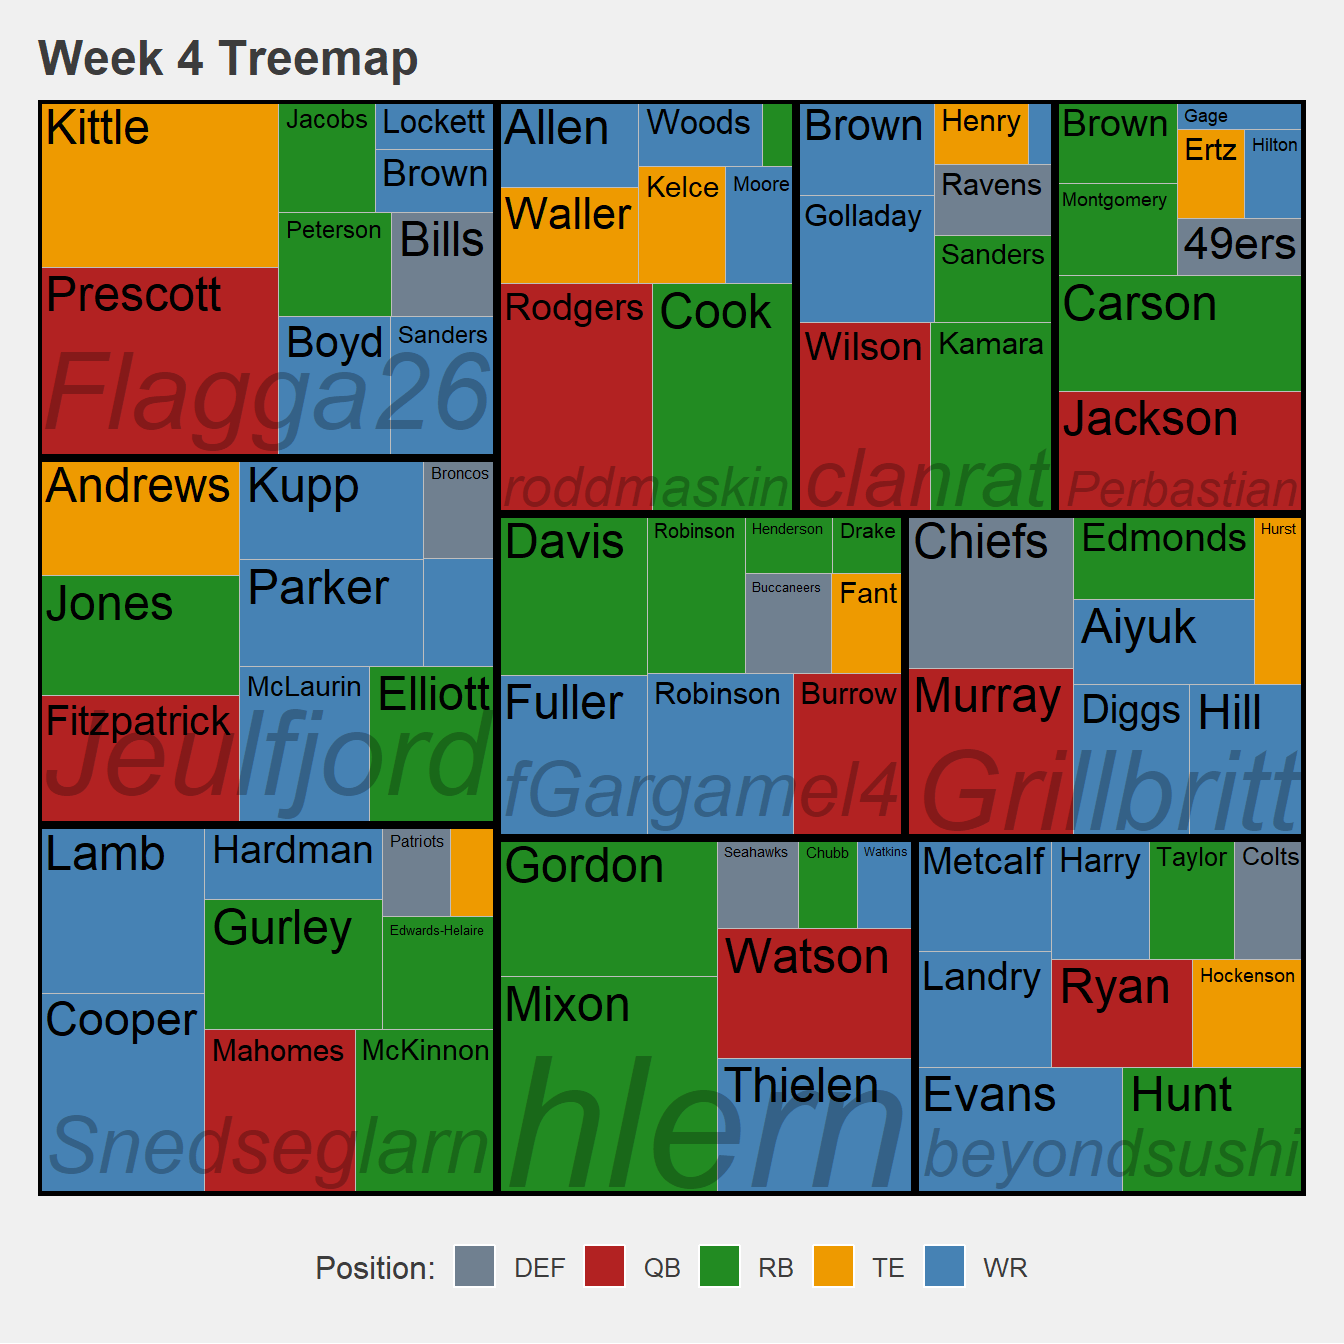 Week 4 Treemap
Kittle
Jacobs
Lockett
Brown
Peterson
Bills
Prescott
Boyd
Sanders
Flagga26
Allen
Woods
Waller
Kelce
Moore
Rodgers
Cook
roddmaskin
Brown
Henry
Golladay
Ravens
Sanders
Wilson
Kamara
clanrat
Brown
Gage
Ertz
Hilton
Montgomery
49ers
Carson
Jackson
Perbastian
Andrews
Kupp
Broncos
Jones
Parker
McLaurin
Elliott
Fitzpatrick
Jeulfjord
Davis
Robinson
Henderson
Drake
Buccaneers
Fant
Fuller
Robinson
Burrow
fGargamel4
Chiefs
Edmonds
Hurst
Aiyuk
Murray
Diggs
Hill
Grillbritt
Lamb
Hardman
Patriots
Gurley
Edwards-Helaire
Cooper
Mahomes
McKinnon
Snedseglarn
Gordon
Seahawks
Chubb
Watkins
Watson
Mixon
Thielen
hlern
Metcalf
Harry
Taylor
Colts
Landry
Ryan
Hockenson
Evans
Hunt
beyondsushi
Position: DEF QB RB TE WR